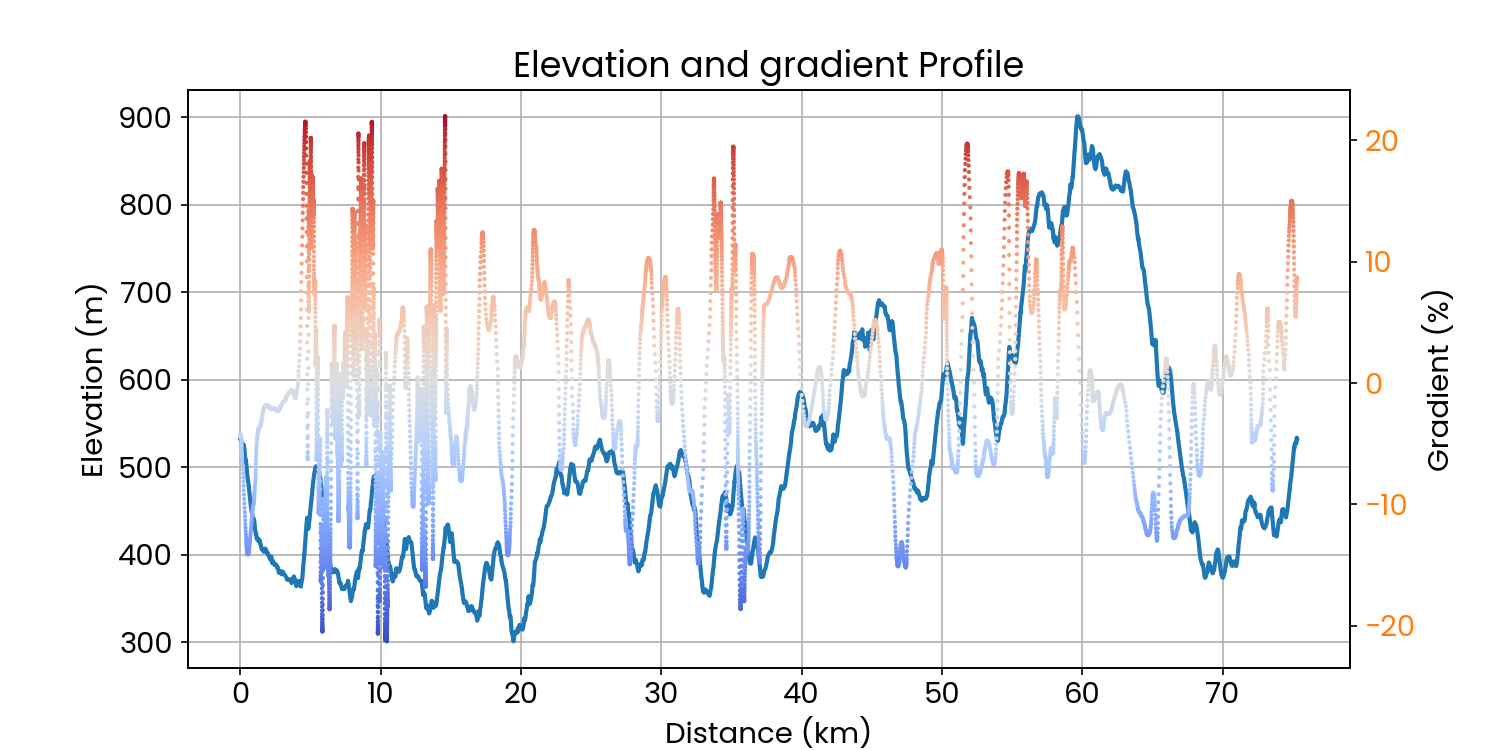 Elevation and gradient Profile
900
800
700
600
500
400
300
Elevation (m)
20
10
0
−10
−20
Gradient (%)
0 10 20 30 40 50 60 70
Distance (km)